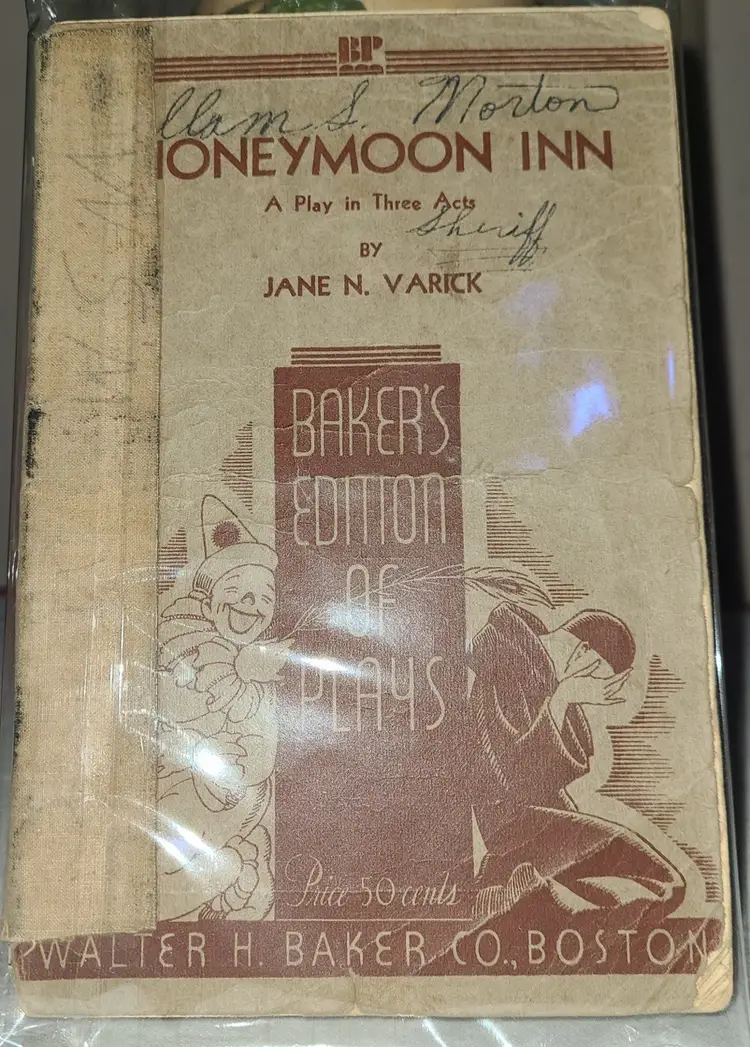 BP
llam S. Morton
HONEYMOON INN
A Play in Three Acts
Sheriff
BY
JANE N. VARICK
BAKER'S
EDITION
OF
PLAYS
Price 50 cents
WALTER H. BAKER CO., BOSTON